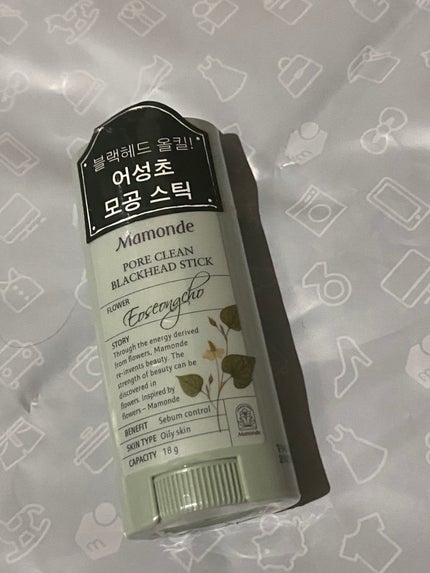 블랙헤드 올킬!
어성초
모공 스틱
Mamonde
PORE CLEAN
BLACKHEAD STICK
FLOWER
Eoseongcho
STORY
Through the energy derived
from flowers, Mamonde
re-invents beauty. The
strength of beauty can be
discovered in
flowers. Inspired by
flowers – Mamonde
BENEFIT Sebum control
SKIN TYPE Oily skin
CAPACITY 18 g
Mamonde